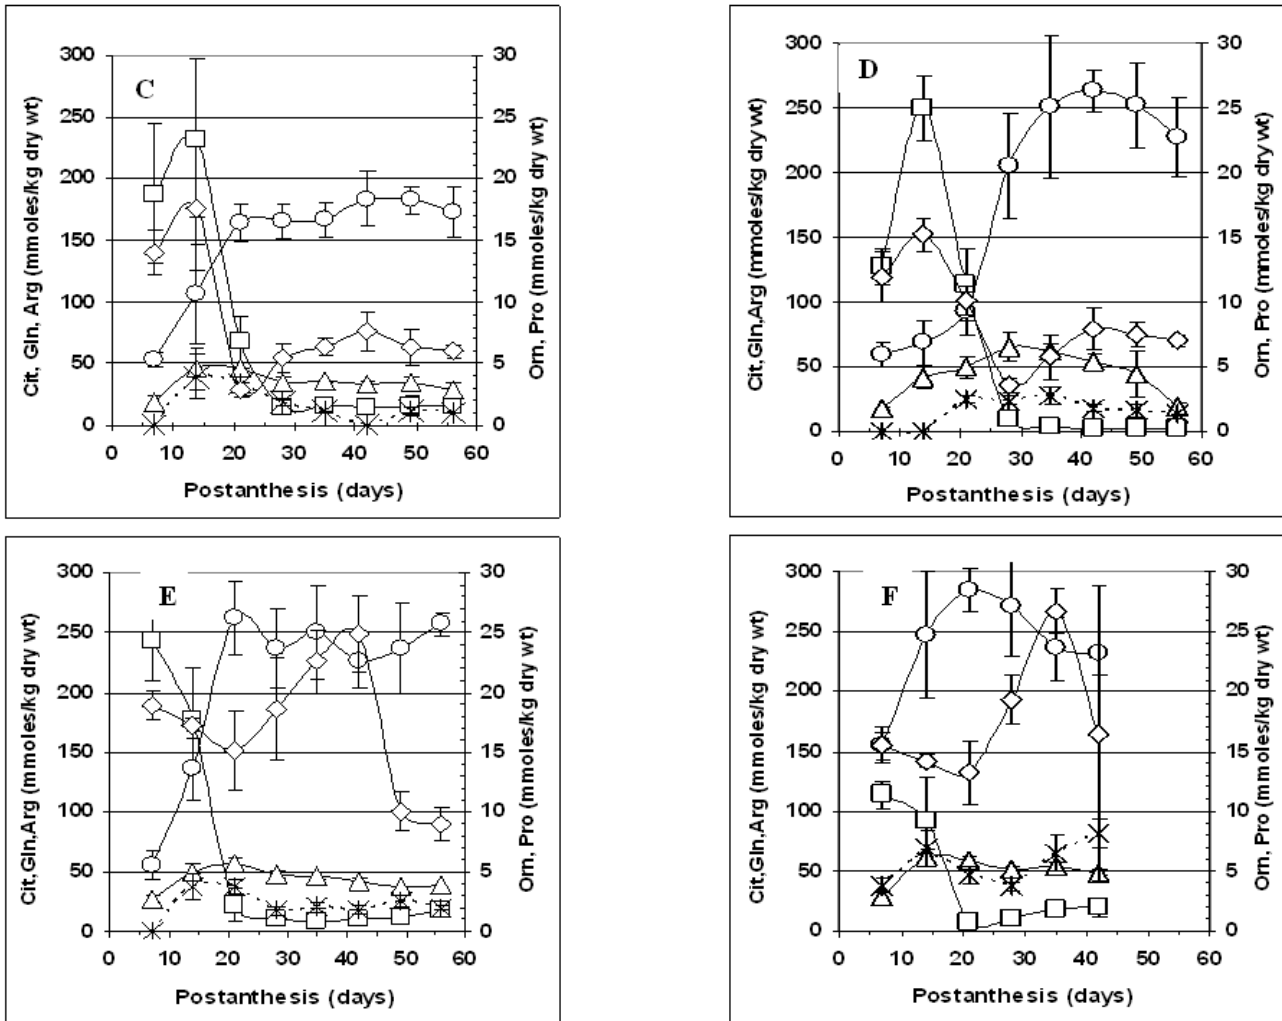 C
300
250
200
150
100
50
0
30
25
20
15
10
5
0
0 10 20 30 40 50 60
Cit, Gln, Arg (mmoles/kg dry wt)
Orn, Pro (mmoles/kg dry wt)
Postanthesis (days)
D
300
250
200
150
100
50
0
30
25
20
15
10
5
0
0 10 20 30 40 50 60
Cit,Gln,Arg (mmoles/kg dry wt)
Orn, Pro (mmoles/kg dry wt)
Postanthesis (days)
E
300
250
200
150
100
50
0
30
25
20
15
10
5
0
0 10 20 30 40 50 60
Cit,Gln,Arg (mmoles/kg dry wt)
Orn, Pro (mmoles/kg dry wt)
Postanthesis (days)
F
300
250
200
150
100
50
0
30
25
20
15
10
5
0
0 10 20 30 40 50 60
Cit,Gln,Arg (mmoles/kg dry wt)
Orn, Pro (mmoles/kg dry wt)
Postanthesis (days)